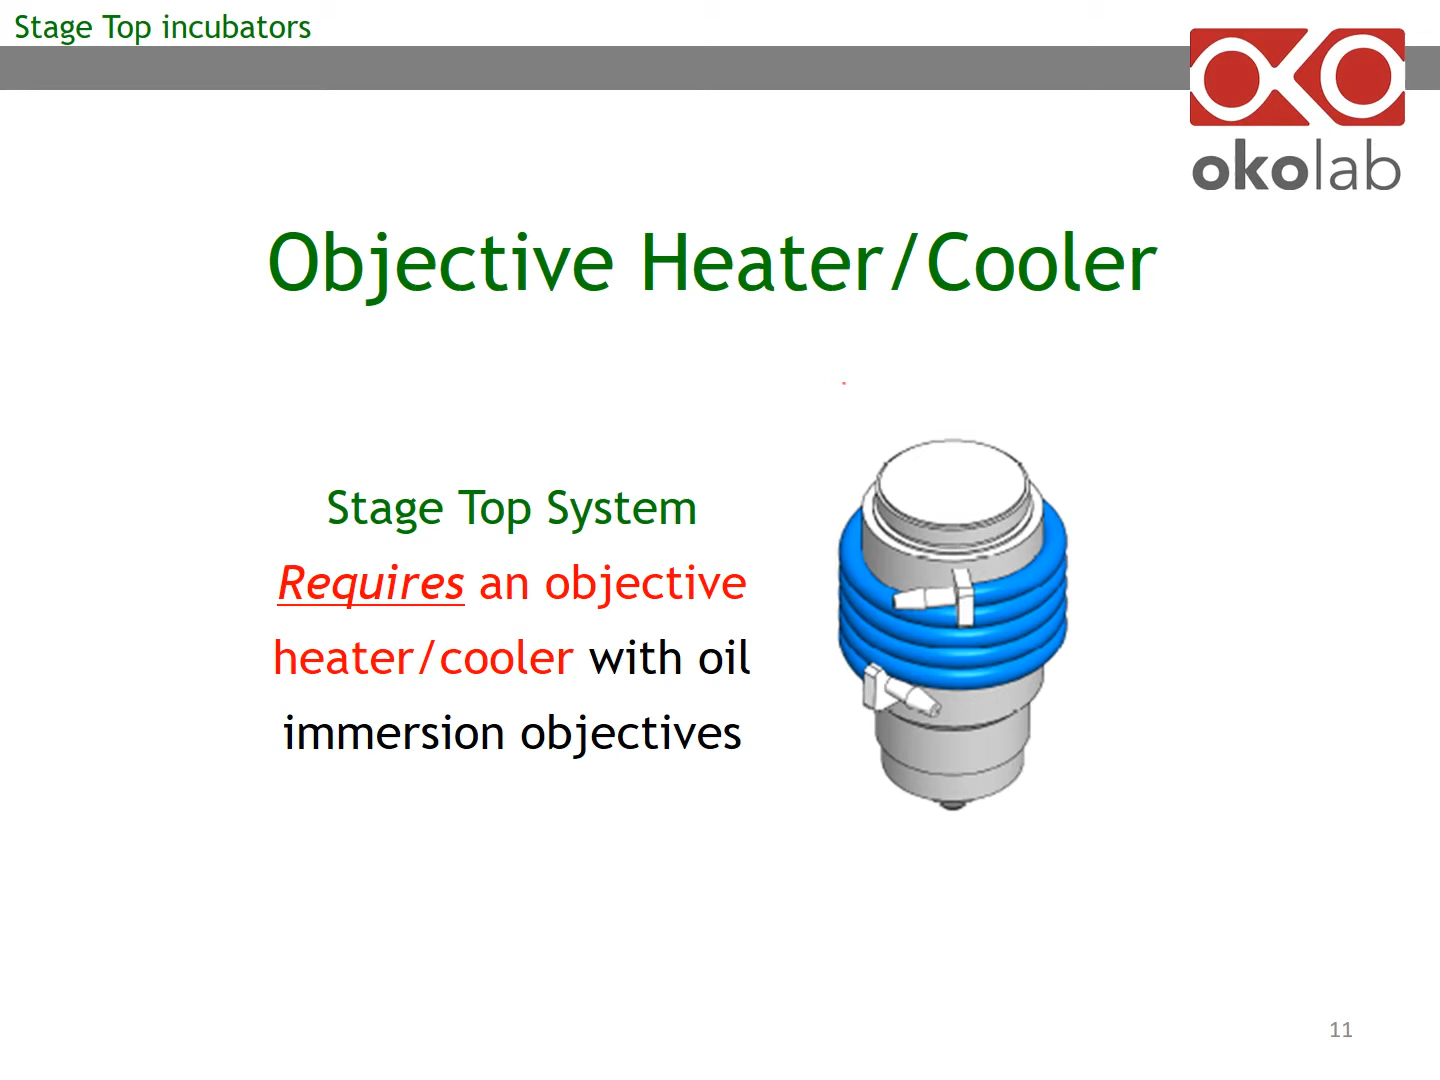 Stage Top incubators
okolab
Objective Heater/Cooler
Stage Top System
Requires an objective
heater/cooler with oil
immersion objectives
11